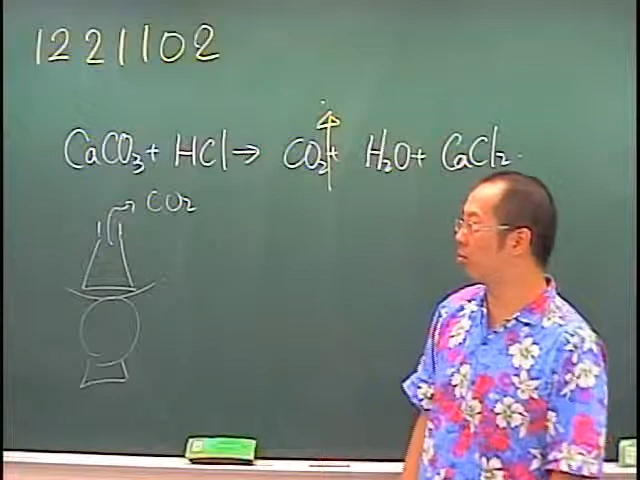 1221102
CaCO₃ + HCl → CO₂↑ + H₂O + CaCl₂
CO₂